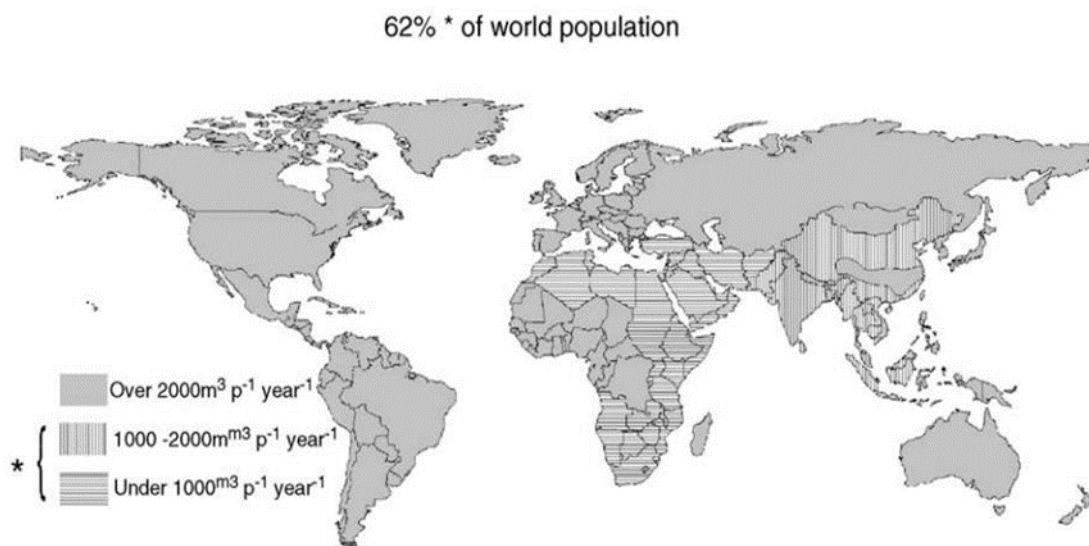 62% * of world population
Over 2000m³ p⁻¹ year⁻¹
1000 -2000mm³ p⁻¹ year⁻¹
*
Under 1000m³ p⁻¹ year⁻¹